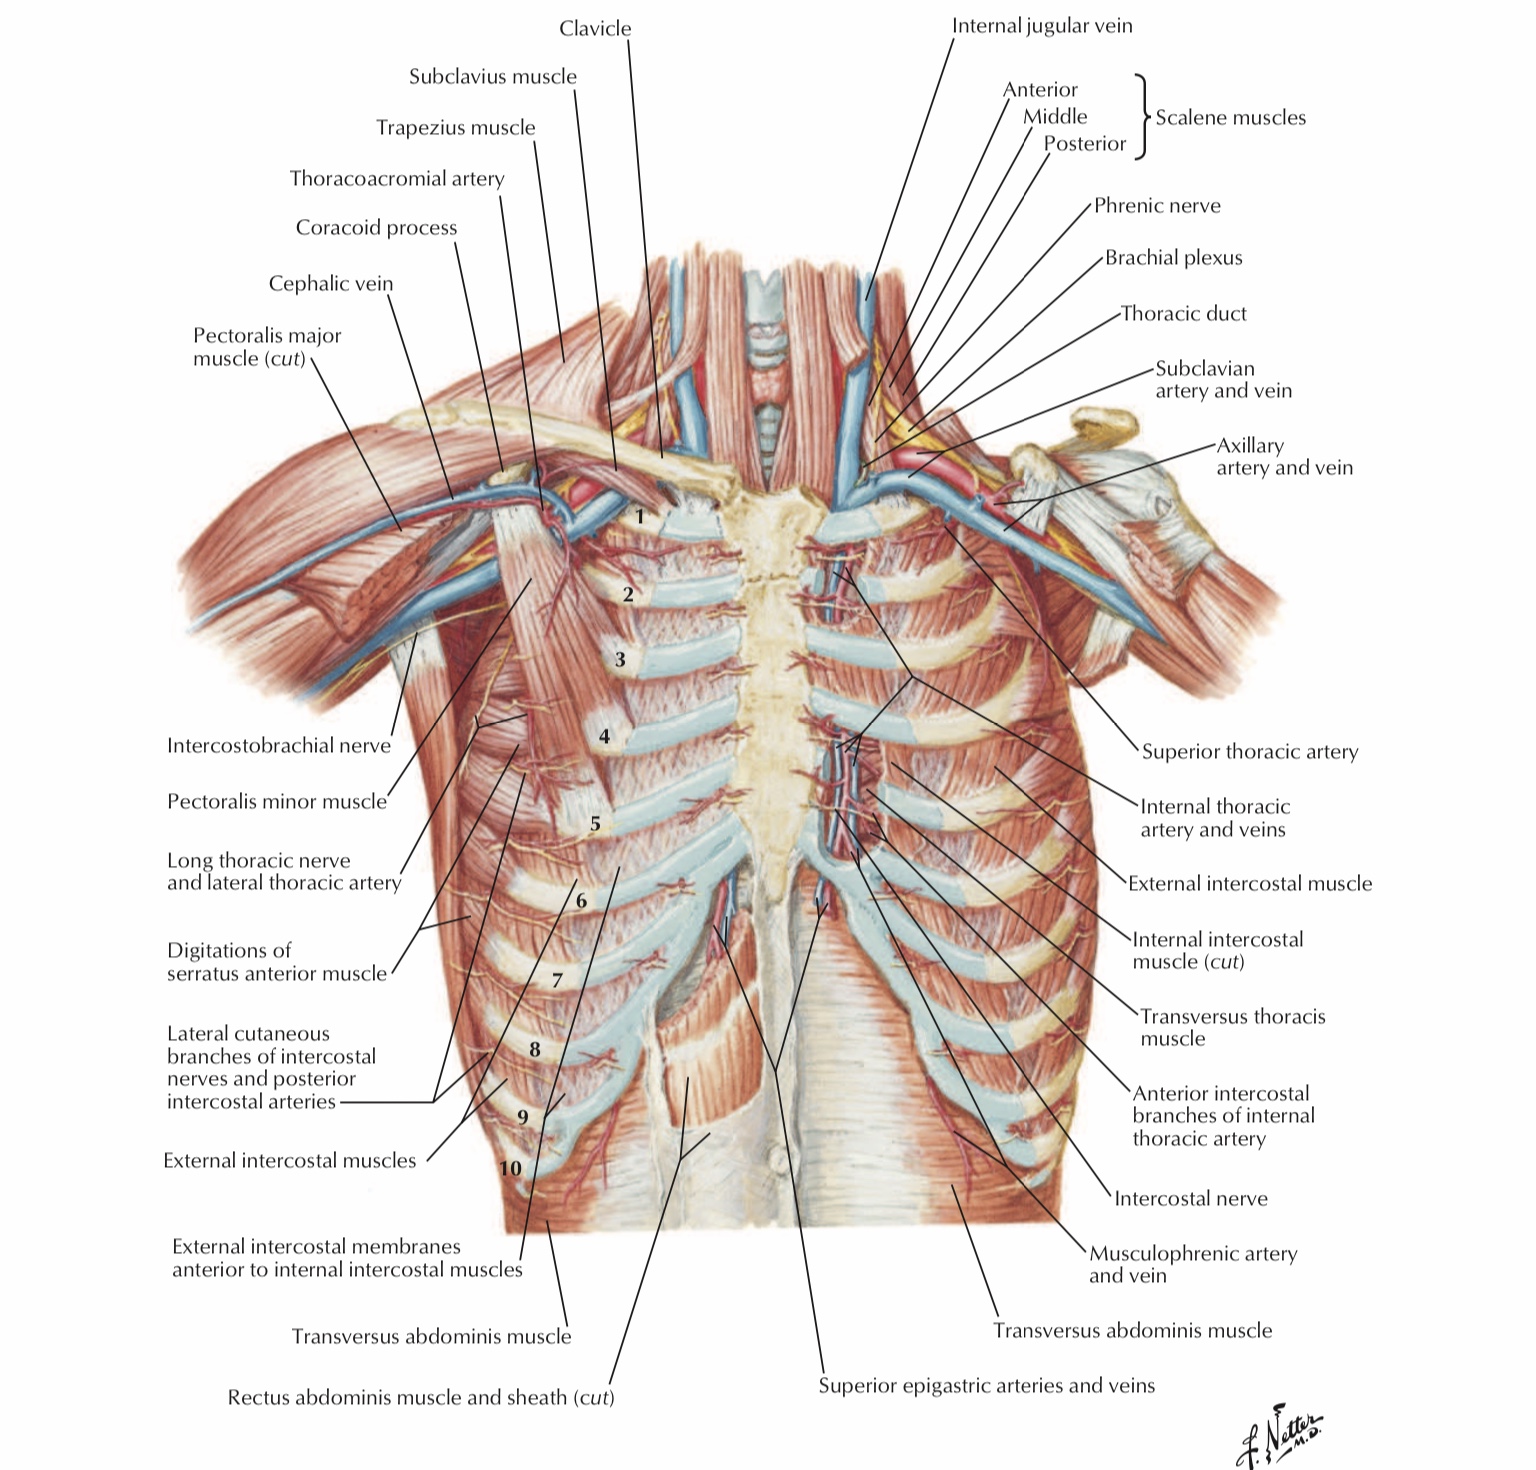 Clavicle
Subclavius muscle
Trapezius muscle
Thoracoacromial artery
Coracoid process
Cephalic vein
Pectoralis major
muscle (cut)
Internal jugular vein
Anterior
Middle
Posterior
Scalene muscles
Phrenic nerve
Brachial plexus
Thoracic duct
Subclavian
artery and vein
Axillary
artery and vein
1
2
3
4
5
6
7
8
9
10
Intercostobrachial nerve
Pectoralis minor muscle
Long thoracic nerve
and lateral thoracic artery
Digitations of
serratus anterior muscle
Lateral cutaneous
branches of intercostal
nerves and posterior
intercostal arteries
External intercostal muscles
External intercostal membranes
anterior to internal intercostal muscles
Transversus abdominis muscle
Rectus abdominis muscle and sheath (cut)
Superior thoracic artery
Internal thoracic
artery and veins
External intercostal muscle
Internal intercostal
muscle (cut)
Transversus thoracis
muscle
Anterior intercostal
branches of internal
thoracic artery
Intercostal nerve
Musculophrenic artery
and vein
Transversus abdominis muscle
Superior epigastric arteries and veins
F. Netter
M.D.